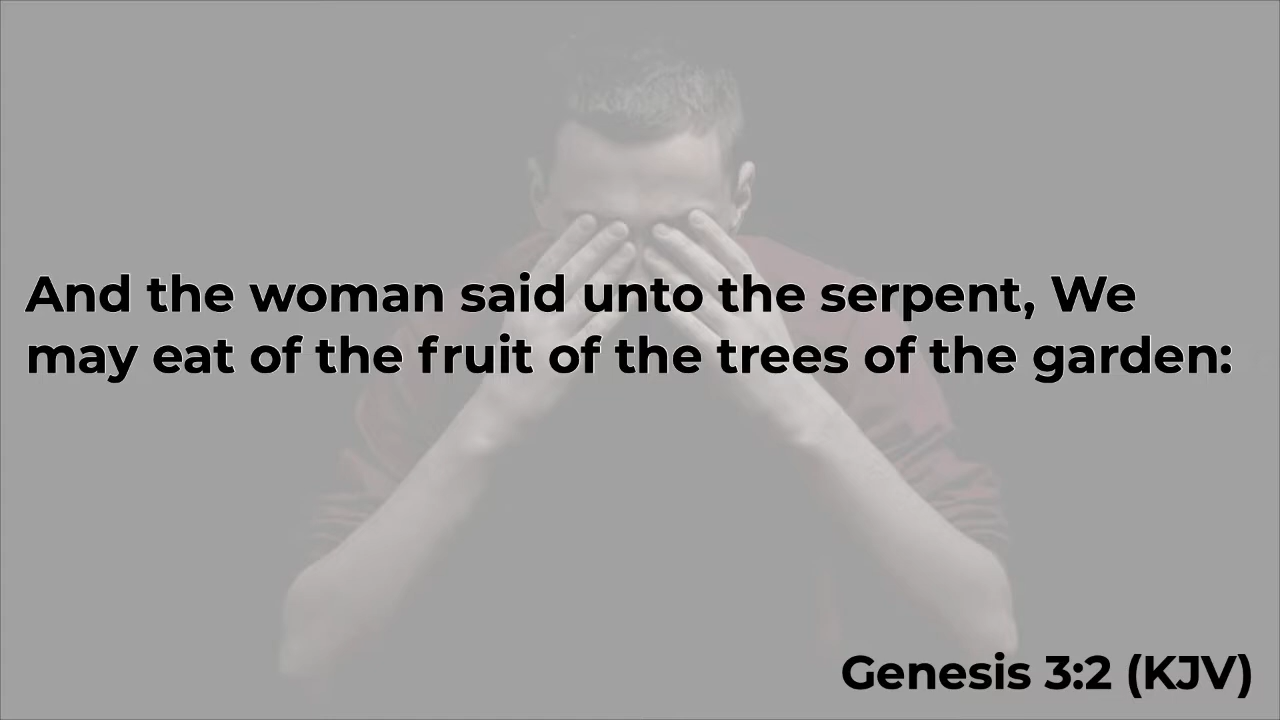 And the woman said unto the serpent, We
may eat of the fruit of the trees of the garden:
Genesis 3:2 (KJV)